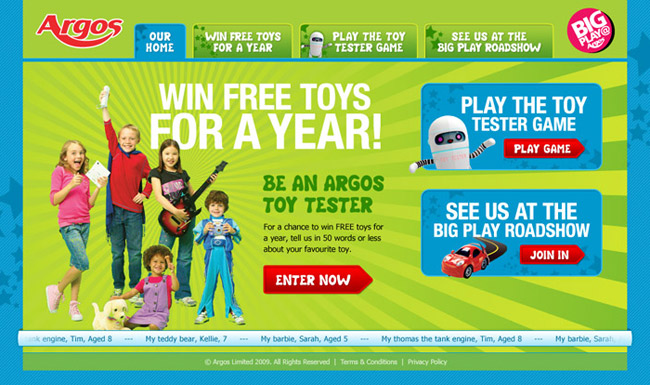 Argos
OUR
HOME
WIN FREE TOYS
FOR A YEAR
PLAY THE TOY
TESTER GAME
SEE US AT THE
BIG PLAY ROADSHOW
BIG
PLAY@
Argos
WIN FREE TOYS
FOR A YEAR!
BE AN ARGOS
TOY TESTER
For a chance to win FREE toys for
a year, tell us in 50 words or less
about your favourite toy.
ENTER NOW
PLAY THE TOY
TESTER GAME
PLAY GAME
SEE US AT THE
BIG PLAY ROADSHOW
JOIN IN
ank engine, Tim, Aged 8 --- My teddy bear, Kellie, 7 --- My barbie, Sarah, Aged 5 --- My thomas the tank engine, Tim, Aged 8 --- My barbie, Sarah
© Argos Limited 2009. All Rights Reserved | Terms & Conditions | Privacy Policy